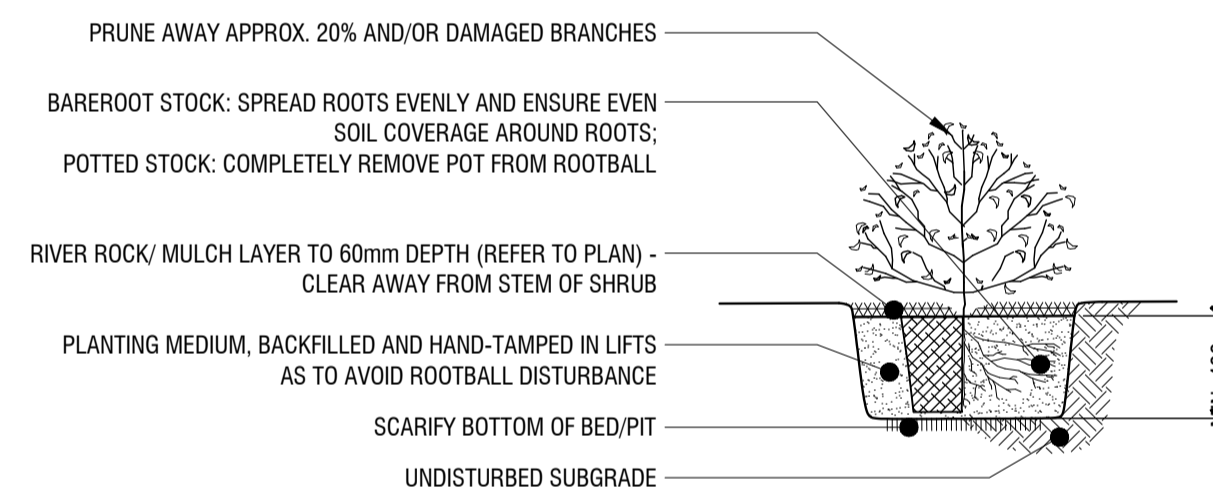 PRUNE AWAY APPROX. 20% AND/OR DAMAGED BRANCHES
BAREROOT STOCK: SPREAD ROOTS EVENLY AND ENSURE EVEN
SOIL COVERAGE AROUND ROOTS;
POTTED STOCK: COMPLETELY REMOVE POT FROM ROOTBALL
RIVER ROCK/ MULCH LAYER TO 60mm DEPTH (REFER TO PLAN) -
CLEAR AWAY FROM STEM OF SHRUB
PLANTING MEDIUM, BACKFILLED AND HAND-TAMPED IN LIFTS
AS TO AVOID ROOTBALL DISTURBANCE
SCARIFY BOTTOM OF BED/PIT
UNDISTURBED SUBGRADE